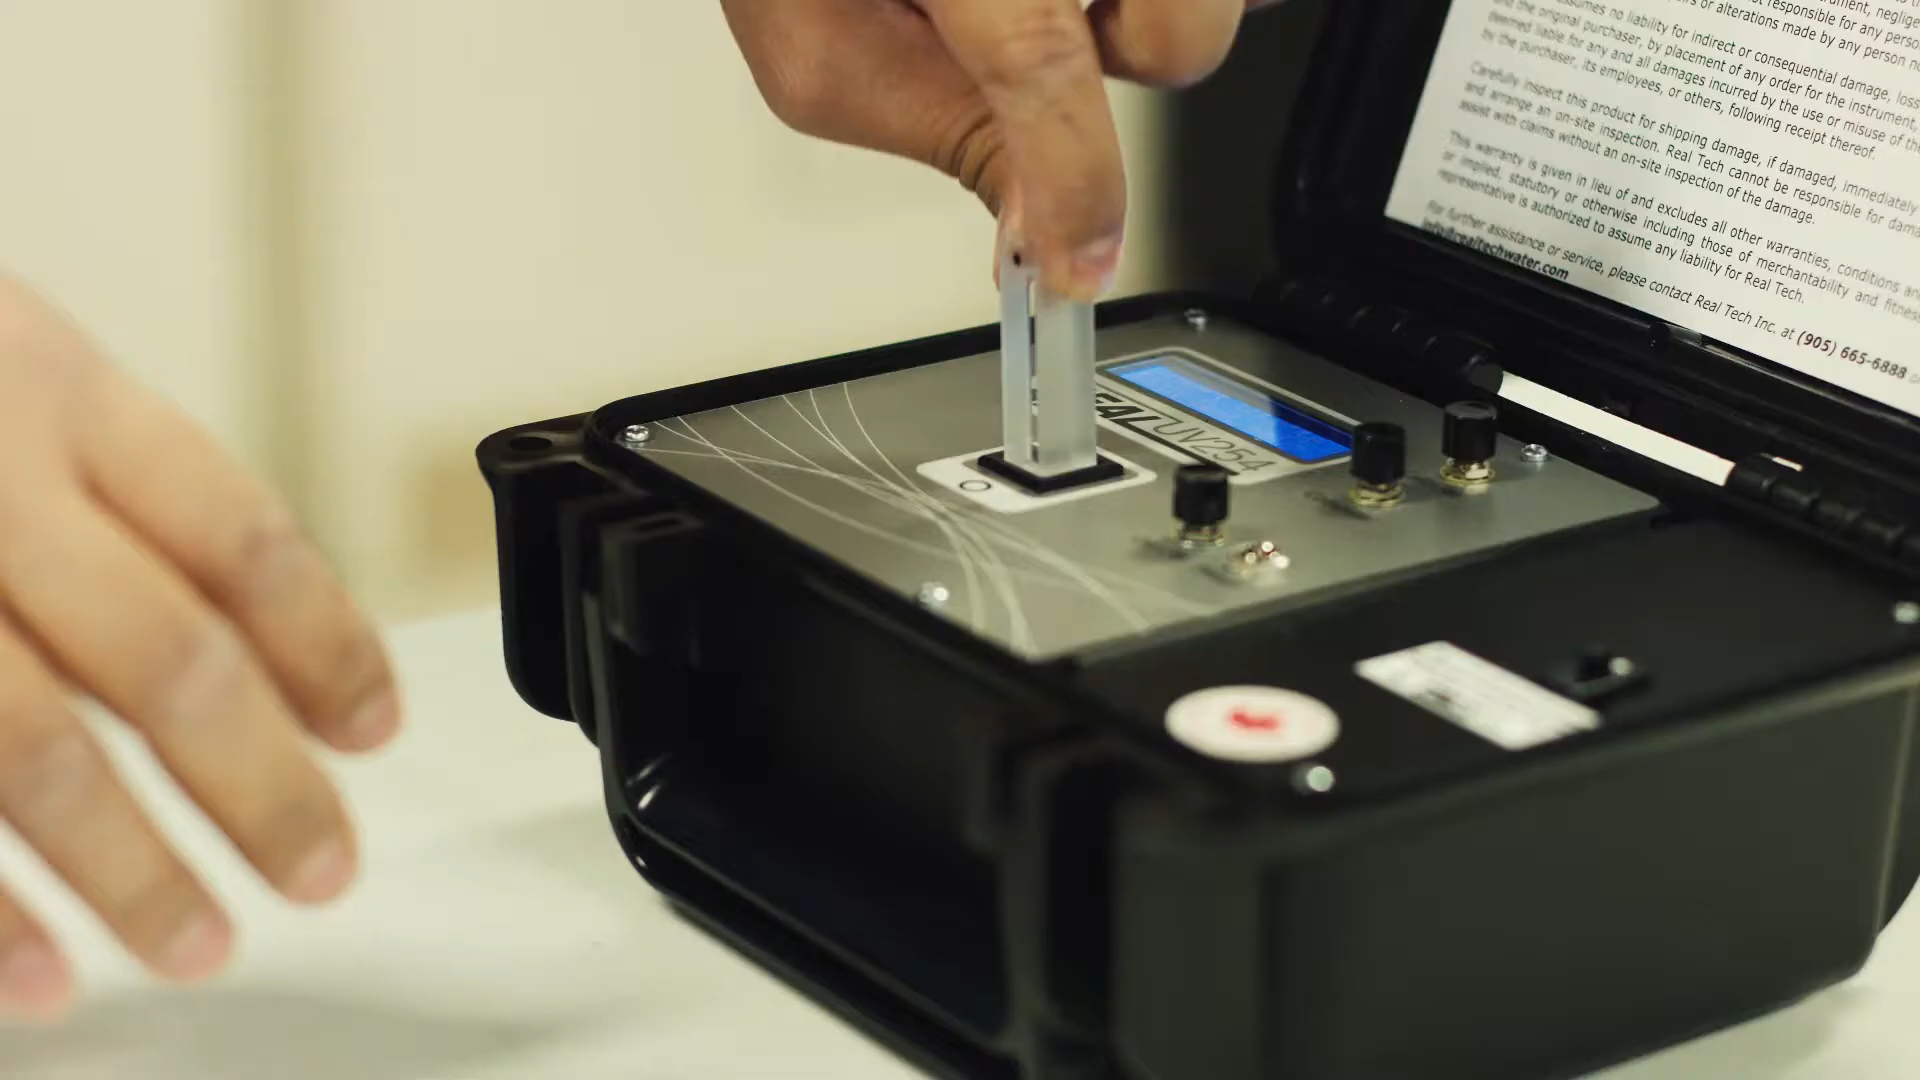 responsible for any perso
or alterations made by any person no
assumes no liability for indirect or consequential damage, loss
and the original purchaser, by placement of any order for the instrument,
deemed liable for any and all damages incurred by the use or misuse of the
by the purchaser, its employees, or others, following receipt thereof.
Carefully inspect this product for shipping damage, if damaged, immediately
and arrange an on-site inspection. Real Tech cannot be responsible for dama
assist with claims without an on-site inspection of the damage.
This warranty is given in lieu of and excludes all other warranties, conditions an
or implied, statutory or otherwise including those of merchantability and fitness
representative is authorized to assume any liability for Real Tech.
For further assistance or service, please contact Real Tech Inc. at (905) 665-6888
info@realtechwater.com
EAL UV254